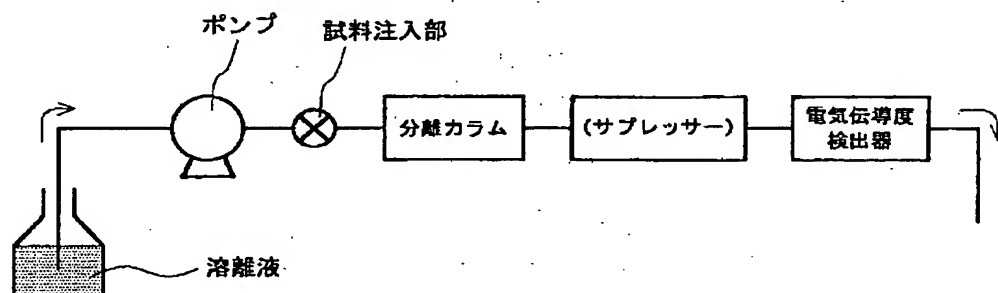 ポンプ
試料注入部
分離カラム
(サプレッサー)
電気伝導度
検出器
溶離液